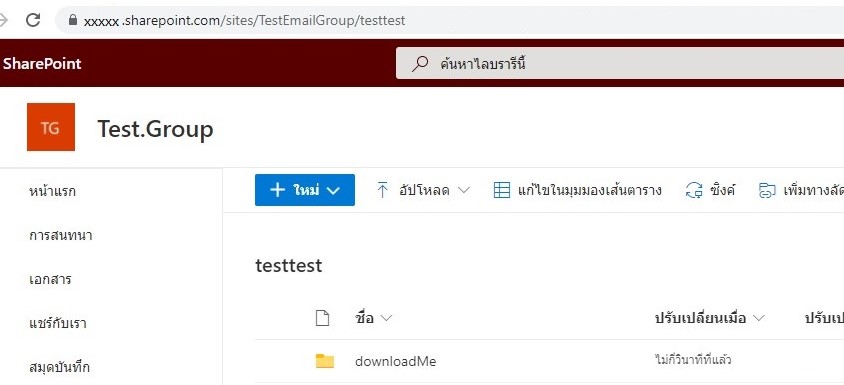 xxxxx .sharepoint.com/sites/TestEmailGroup/testtest
SharePoint
ค้นหาไลบรารีนี้
TG
Test.Group
หน้าแรก
การสนทนา
เอกสาร
แชร์กับเรา
สมุดบันทึก
+ ใหม่
อัปโหลด
แก้ไขในมุมมองเส้นตาราง
ซิงค์
เพิ่มทางลัด
testtest
ชื่อ
ปรับเปลี่ยนเมื่อ
ปรับเป
downloadMe
ไม่กี่วินาทีที่แล้ว